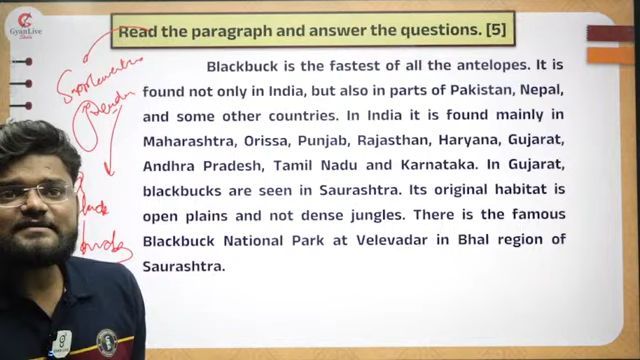 GyanLive
Read the paragraph and answer the questions. [5]
Blackbuck is the fastest of all the antelopes. It is
found not only in India, but also in parts of Pakistan, Nepal,
and some other countries. In India it is found mainly in
Maharashtra, Orissa, Punjab, Rajasthan, Haryana, Gujarat,
Andhra Pradesh, Tamil Nadu and Karnataka. In Gujarat,
blackbucks are seen in Saurashtra. Its original habitat is
open plains and not dense jungles. There is the famous
Blackbuck National Park at Velevadar in Bhal region of
Saurashtra.